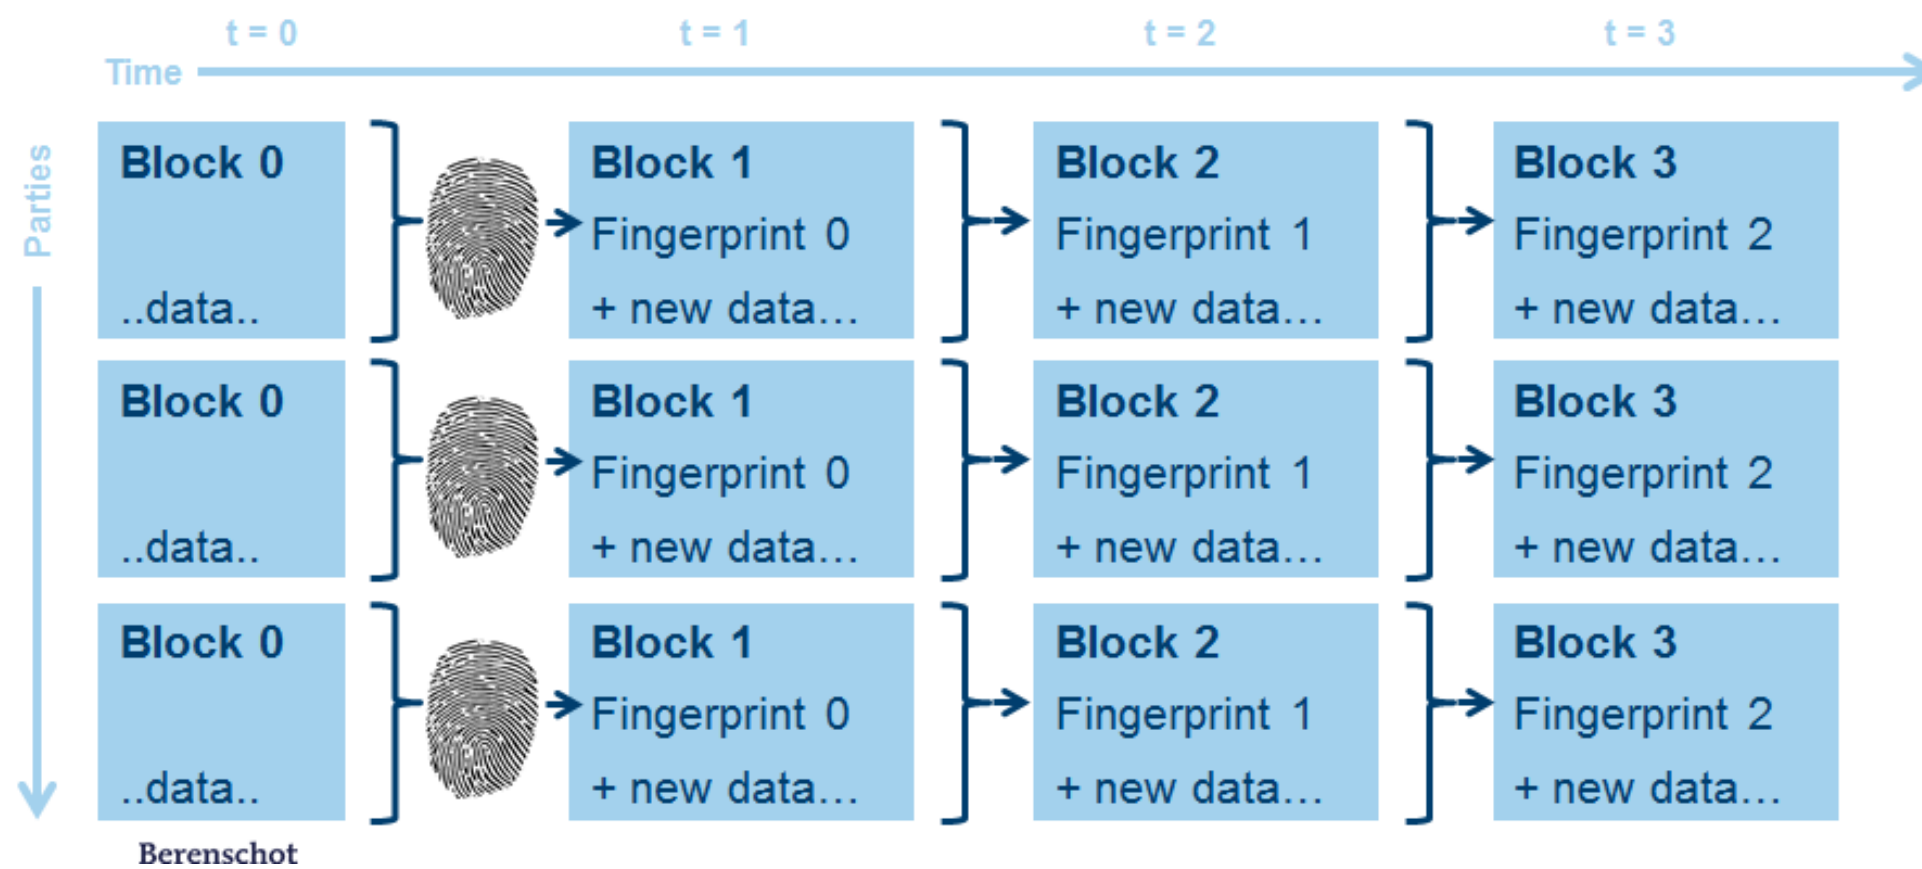 t = 0 t = 1 t = 2 t = 3
Time
Parties
Block 0 Block 1 Block 2 Block 3
Fingerprint 0 Fingerprint 1 Fingerprint 2
..data.. + new data... + new data... + new data...
Block 0 Block 1 Block 2 Block 3
Fingerprint 0 Fingerprint 1 Fingerprint 2
..data.. + new data... + new data... + new data...
Block 0 Block 1 Block 2 Block 3
Fingerprint 0 Fingerprint 1 Fingerprint 2
..data.. + new data... + new data... + new data...
Berenschot